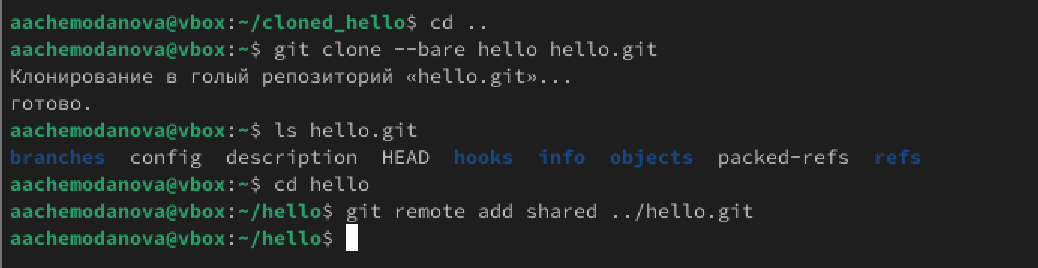 aachemodanova@vbox:~/cloned_hello$ cd ..
aachemodanova@vbox:~$ git clone --bare hello hello.git
Клонирование в голый репозиторий «hello.git»...
готово.
aachemodanova@vbox:~$ ls hello.git
branches config description HEAD hooks info objects packed-refs refs
aachemodanova@vbox:~$ cd hello
aachemodanova@vbox:~/hello$ git remote add shared ../hello.git
aachemodanova@vbox:~/hello$